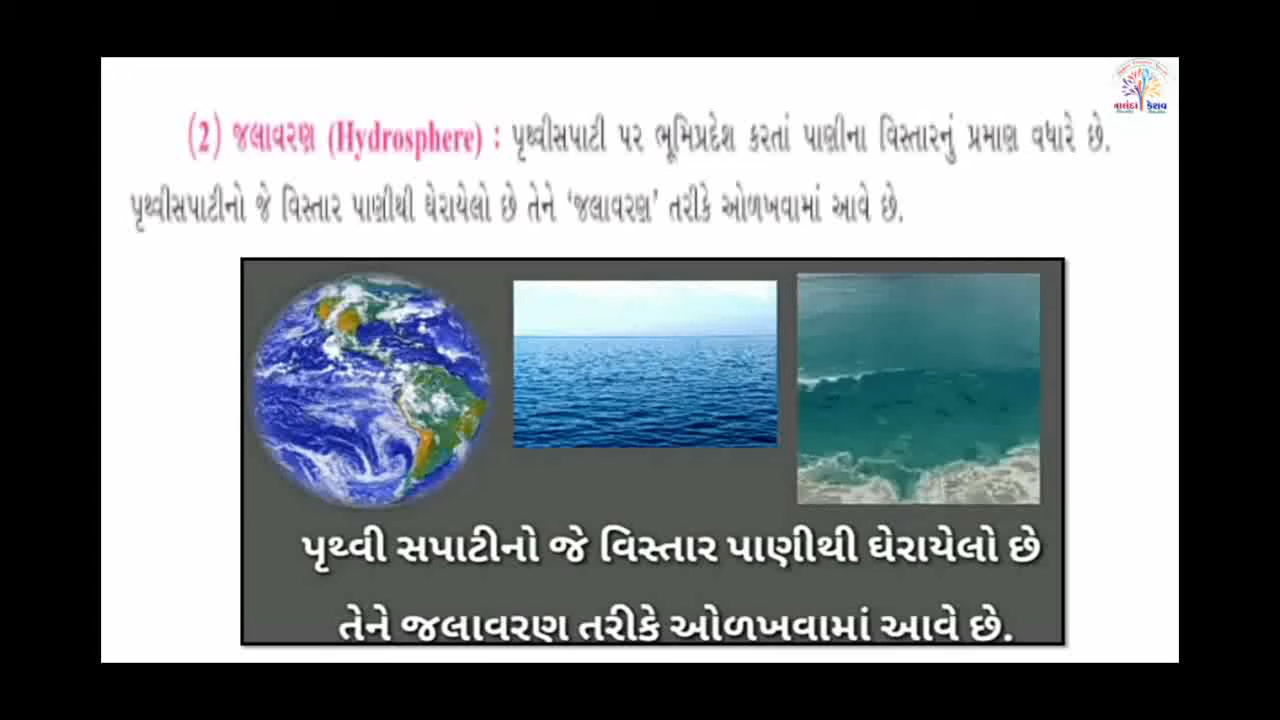 (2) જલાવરણ (Hydrosphere) : પૃથ્વીસપાટી પર ભૂમિપ્રદેશ કરતાં પાણીના વિસ્તારનું પ્રમાણ વધારે છે.
પૃથ્વીસપાટીનો જે વિસ્તાર પાણીથી ઘેરાયેલો છે તેને ‘જલાવરણ’ તરીકે ઓળખવામાં આવે છે.
પૃથ્વી સપાટીનો જે વિસ્તાર પાણીથી ઘેરાયેલો છે
તેને જલાવરણ તરીકે ઓળખવામાં આવે છે.